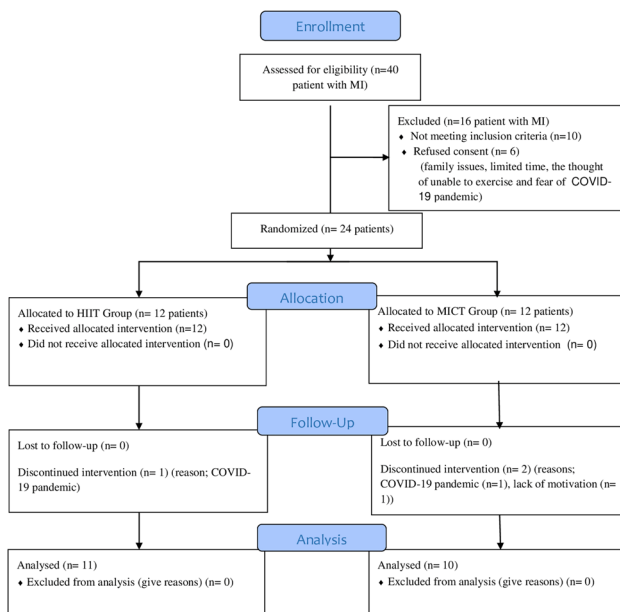 Enrollment
Assessed for eligibility (n=40
patient with MI)
Excluded (n=16 patient with MI)
♦ Not meeting inclusion criteria (n=10)
♦ Refused consent (n= 6)
(family issues, limited time, the thought
of unable to exercise and fear of COVID-
19 pandemic)
Randomized (n= 24 patients)
Allocation
Allocated to HIIT Group (n= 12 patients)
♦ Received allocated intervention (n=12)
♦ Did not receive allocated intervention (n= 0)
Allocated to MICT Group (n= 12 patients)
♦ Received allocated intervention (n= 12)
♦ Did not receive allocated intervention (n= 0)
Follow-Up
Lost to follow-up (n= 0)
Discontinued intervention (n= 1) (reason; COVID-
19 pandemic)
Lost to follow-up (n= 0)
Discontinued intervention (n= 2) (reasons;
COVID-19 pandemic (n=1), lack of motivation (n=
1))
Analysis
Analysed (n= 11)
♦ Excluded from analysis (give reasons) (n= 0)
Analysed (n= 10)
♦ Excluded from analysis (give reasons) (n= 0)